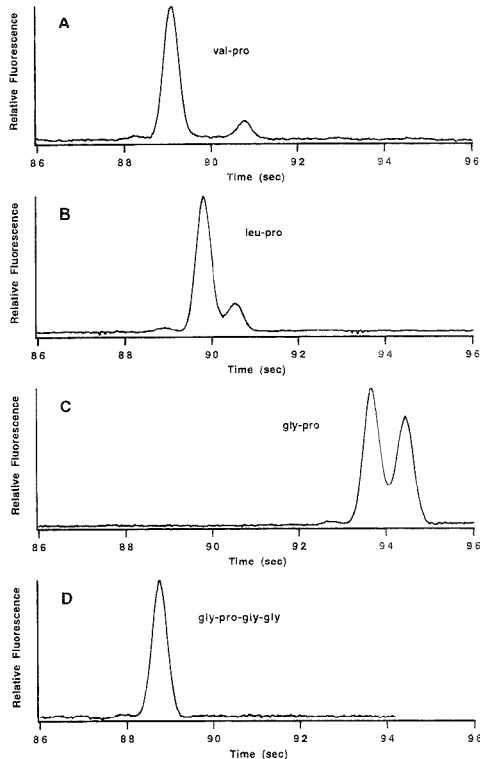 A
Relative Fluorescence
val-pro
86 88 90 92 94 96
Time (sec)
B
Relative Fluorescence
leu-pro
86 88 90 92 94 96
Time (sec)
C
Relative Fluorescence
gly-pro
86 88 90 92 94 96
Time (sec)
D
Relative Fluorescence
gly-pro-gly-gly
86 88 90 92 94 96
Time (sec)